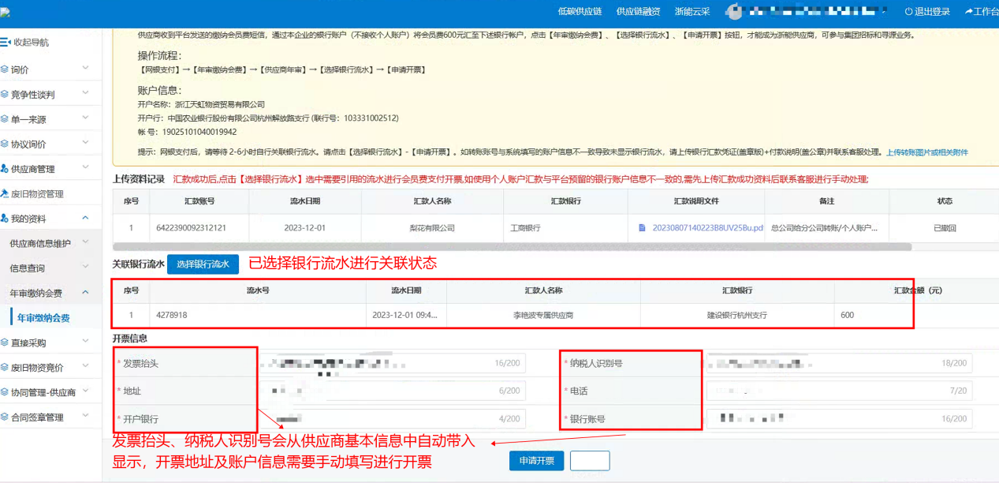 低碳供应链 供应链融资 浙能云采 退出登录 工作台
收起导航
询价
竞争性谈判
单一来源
协议询价
供应商管理
废旧物资管理
我的资料
供应商信息维护
信息查询
年审缴纳会费
年审缴纳会费
直接采购
废旧物资竞价
协同管理-供应商
合同签章管理
供应商收到平台发送的缴纳会员费短信，通过本企业的银行账户（不接收个人账户）将会员费600元汇至下述银行帐户，点击【年审缴纳会费】、【选择银行流水】、【申请开票】按钮，才能成为浙能供应商，可参与集团招标和寻源业务。
操作流程：
【网银支付】→【年审缴纳会费】→【供应商年审】→【选择银行流水】→【申请开票】
账户信息：
开户名称：浙江天虹物资贸易有限公司
开户行：中国农业银行股份有限公司杭州解放路支行 (联行号：103331002512)
帐 号：19025101040019942
提示：网银支付后，请等待 2-6小时自行关联银行流水。请点击【选择银行流水】-【申请开票】。如转账账号与系统填写的账户信息不一致导致未显示银行流水，请上传银行汇款凭证(盖章版)+付款说明(盖公章)并联系客服处理。 上传转账图片或相关附件
上传资料记录 汇款成功后,点击【选择银行流水】选中需要引用的流水进行会员费支付开票,如使用个人账户汇款与平台预留的银行账户信息不一致的,需先上传汇款成功资料后联系客服进行手动处理;
序号 汇款账号 流水日期 汇款人名称 汇款银行 汇款说明文件 备注 状态
1 6422390092312121 2023-12-01 梨花有限公司 工商银行 20230807140223B8UV25Bu.pd 总公司给分公司转账/个人账户... 已撤回
关联银行流水 选择银行流水 已选择银行流水进行关联状态
序号 流水号 流水日期 汇款人名称 汇款银行 汇款金额（元）
1 4278918 2023-12-01 09:4... 李艳波专属供应商 建设银行杭州支行 600
开票信息
* 发票抬头 16/200 * 纳税人识别号 18/200
* 地址 6/200 * 电话 7/20
* 开户银行 4/200 * 银行账号 16/200
发票抬头、纳税人识别号会从供应商基本信息中自动带入
显示，开票地址及账户信息需要手动填写进行开票
申请开票